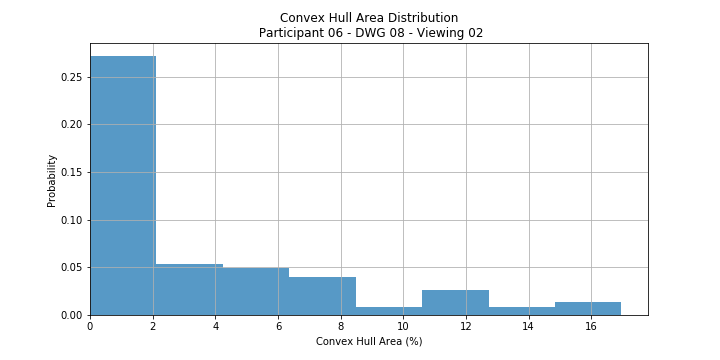 Convex Hull Area Distribution
Participant 06 - DWG 08 - Viewing 02
Probability
0.25
0.20
0.15
0.10
0.05
0.00
0 2 4 6 8 10 12 14 16
Convex Hull Area (%)